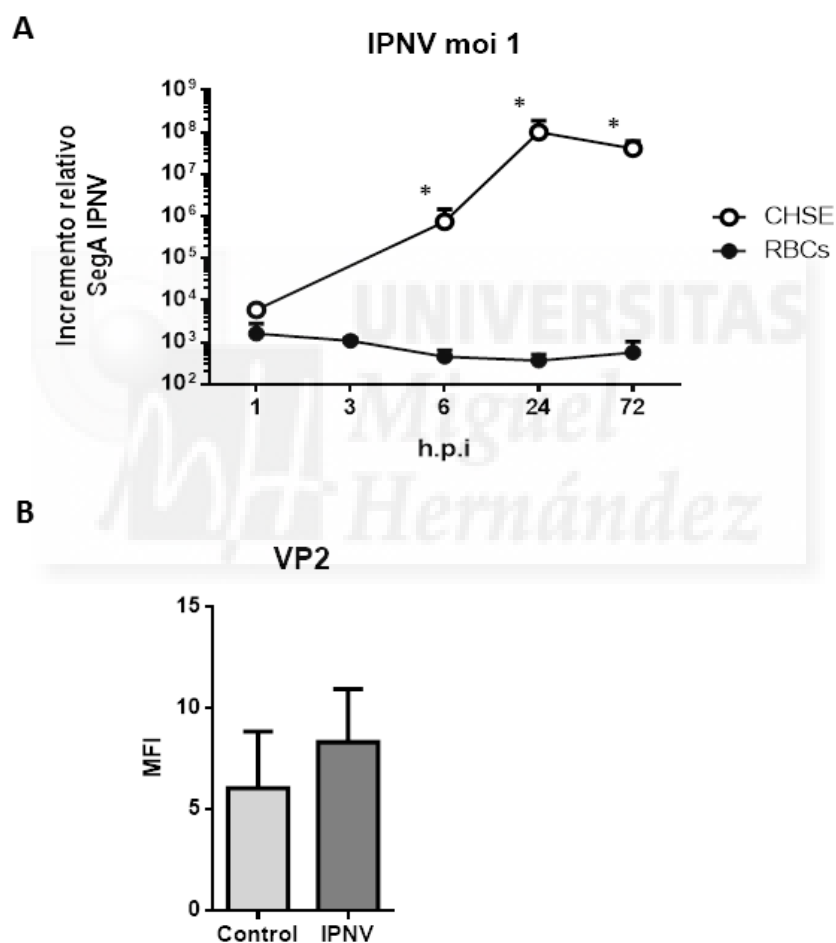 A
IPNV moi 1
Incremento relativo
SegA IPNV
10⁹
10⁸
10⁷
10⁶
10⁵
10⁴
10³
10²
*
*
*
CHSE
RBCs
1 3 6 24 72
h.p.i
UNIVERSITAS
Miguel
Hernández
B
VP2
MFI
15
10
5
0
Control IPNV